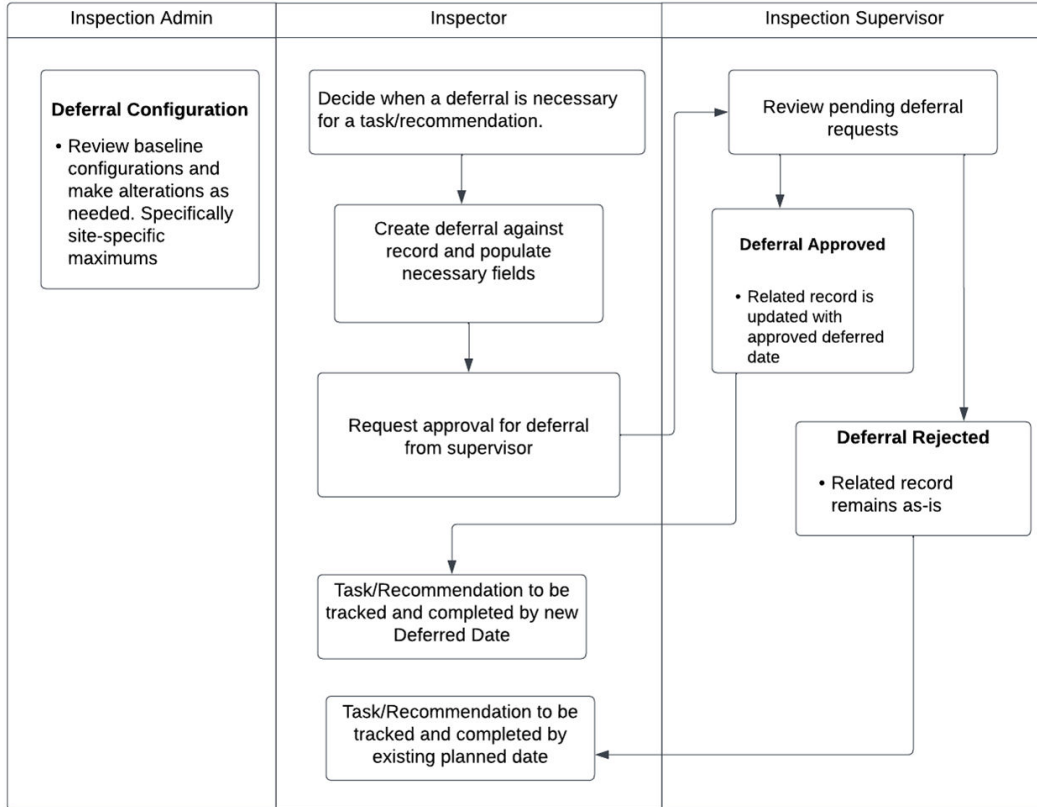 Inspection Admin
Inspector
Inspection Supervisor
Deferral Configuration
• Review baseline
configurations and
make alterations as
needed. Specifically
site-specific
maximums
Decide when a deferral is necessary
for a task/recommendation.
Create deferral against
record and populate
necessary fields
Request approval for deferral
from supervisor
Task/Recommendation to be
tracked and completed by new
Deferred Date
Task/Recommendation to be
tracked and completed by
existing planned date
Review pending deferral
requests
Deferral Approved
• Related record is
updated with
approved deferred
date
Deferral Rejected
• Related record
remains as-is